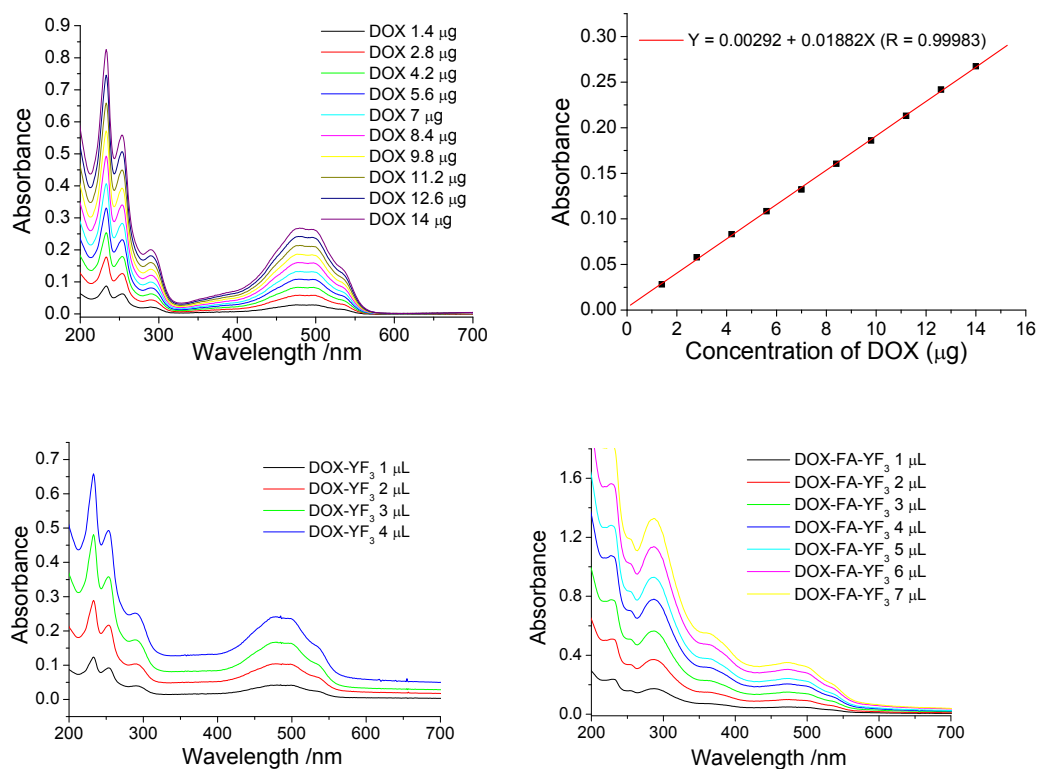 0.9
0.8
0.7
0.6
0.5
0.4
0.3
0.2
0.1
0.0
Absorbance
200 300 400 500 600 700
Wavelength /nm
DOX 1.4 μg
DOX 2.8 μg
DOX 4.2 μg
DOX 5.6 μg
DOX 7 μg
DOX 8.4 μg
DOX 9.8 μg
DOX 11.2 μg
DOX 12.6 μg
DOX 14 μg
0.30
0.25
0.20
0.15
0.10
0.05
0.00
Absorbance
Y = 0.00292 + 0.01882X (R = 0.99983)
0 2 4 6 8 10 12 14 16
Concentration of DOX (μg)
0.7
0.6
0.5
0.4
0.3
0.2
0.1
0.0
Absorbance
DOX-YF₃ 1 μL
DOX-YF₃ 2 μL
DOX-YF₃ 3 μL
DOX-YF₃ 4 μL
200 300 400 500 600 700
Wavelength /nm
1.6
1.2
0.8
0.4
0.0
Absorbance
DOX-FA-YF₃ 1 μL
DOX-FA-YF₃ 2 μL
DOX-FA-YF₃ 3 μL
DOX-FA-YF₃ 4 μL
DOX-FA-YF₃ 5 μL
DOX-FA-YF₃ 6 μL
DOX-FA-YF₃ 7 μL
200 300 400 500 600 700
Wavelength /nm